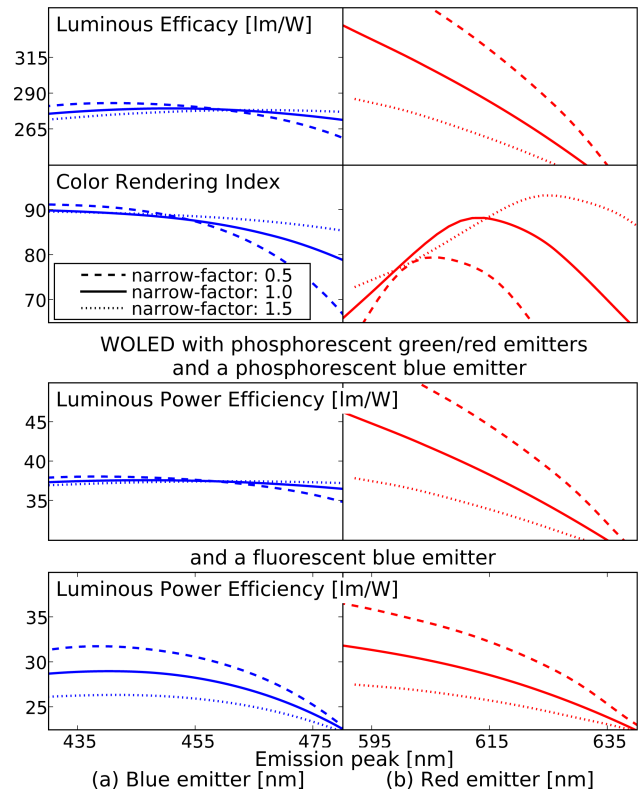 Luminous Efficacy [lm/W]
315
290
265
Color Rendering Index
90
80
70
narrow-factor: 0.5
narrow-factor: 1.0
narrow-factor: 1.5
WOLED with phosphorescent green/red emitters
and a phosphorescent blue emitter
Luminous Power Efficiency [lm/W]
45
40
35
and a fluorescent blue emitter
Luminous Power Efficiency [lm/W]
35
30
25
435 455 475 595 615 635
Emission peak [nm]
(a) Blue emitter [nm] (b) Red emitter [nm]